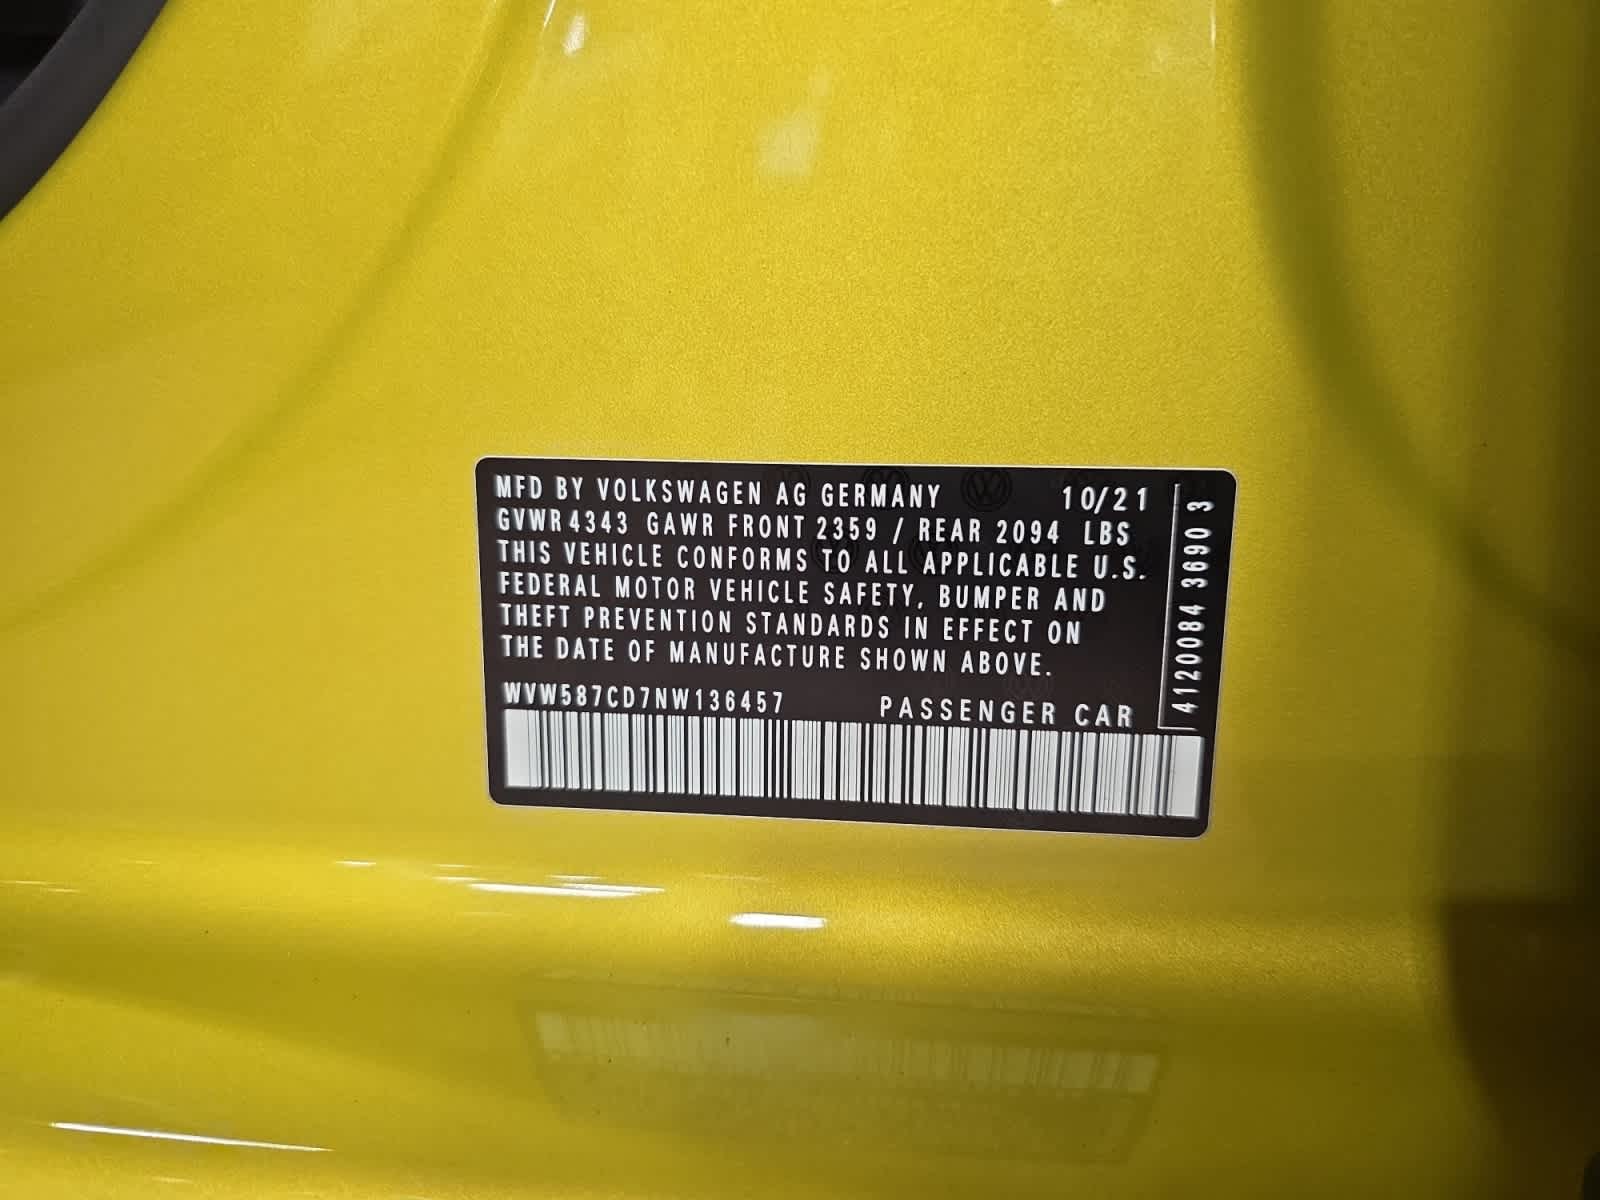 MFD BY VOLKSWAGEN AG GERMANY 10/21
GVWR 4343 GAWR FRONT 2359 / REAR 2094 LBS
THIS VEHICLE CONFORMS TO ALL APPLICABLE U.S.
FEDERAL MOTOR VEHICLE SAFETY, BUMPER AND
THEFT PREVENTION STANDARDS IN EFFECT ON
THE DATE OF MANUFACTURE SHOWN ABOVE.
WVW587CD7NW136457 PASSENGER CAR
4120084 3690 3